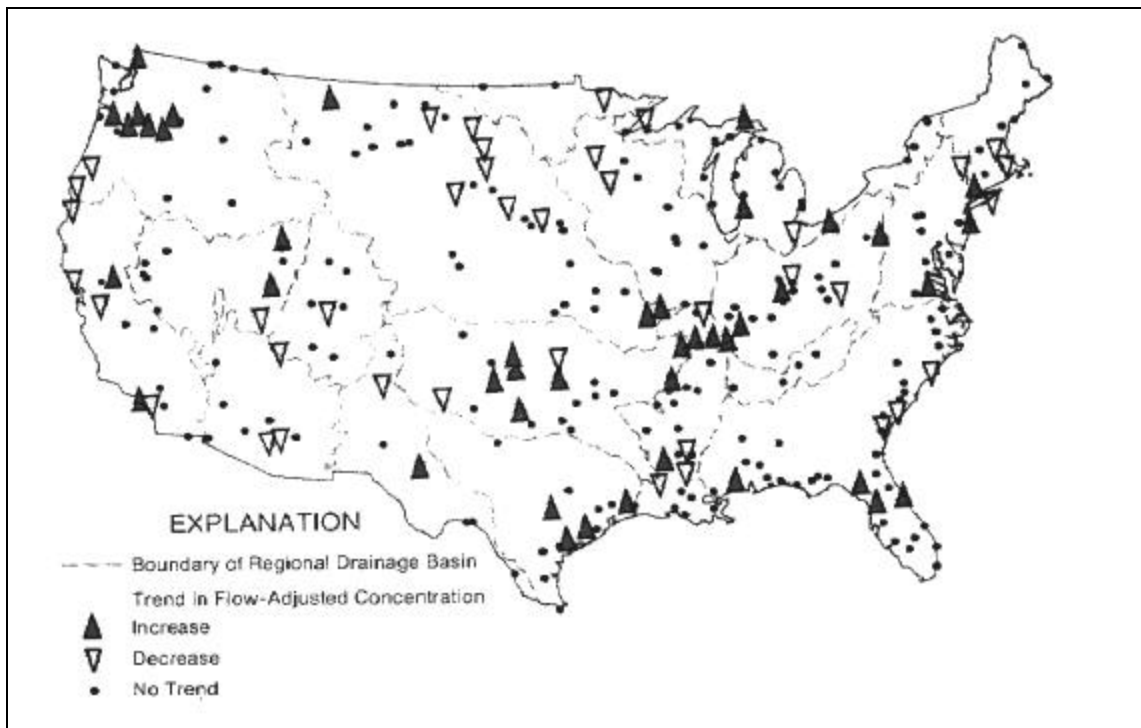 EXPLANATION
Boundary of Regional Drainage Basin
Trend in Flow-Adjusted Concentration
Increase
Decrease
No Trend